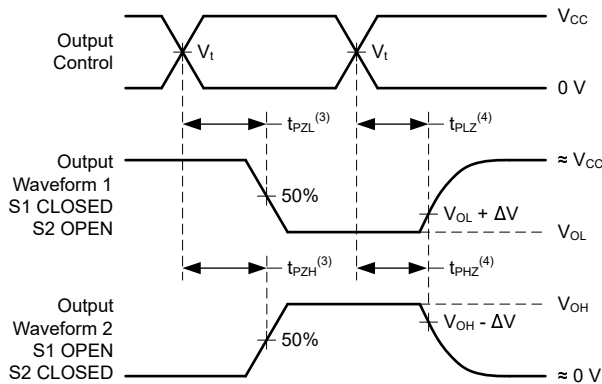 V_CC
Output
Control
V_t
V_t
0 V
t_PZL^(3)
t_PLZ^(4)
Output
Waveform 1
S1 CLOSED
S2 OPEN
≈ V_CC
50%
V_OL + ΔV
V_OL
t_PZH^(3)
t_PHZ^(4)
Output
Waveform 2
S1 OPEN
S2 CLOSED
V_OH
V_OH - ΔV
50%
≈ 0 V